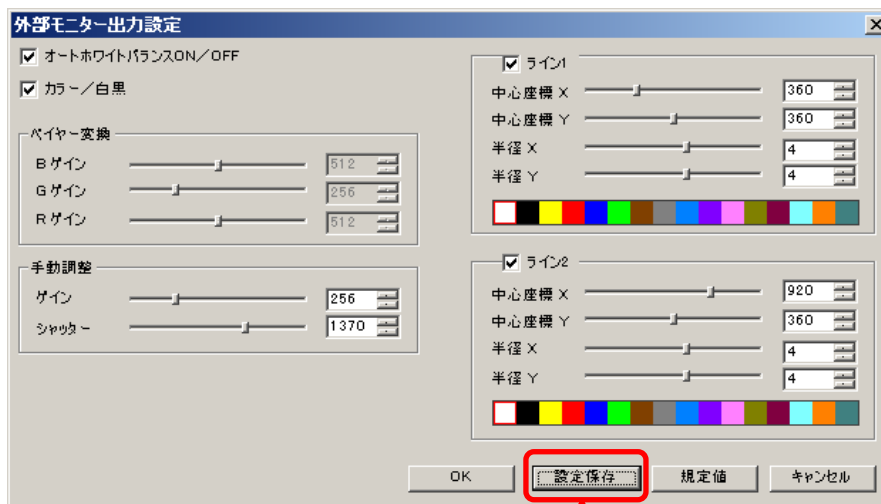 外部モニター出力設定
オートホワイトバランスON／OFF
カラー／白黒
ベイヤー変換
Bゲイン 512
Gゲイン 256
Rゲイン 512
手動調整
ゲイン 256
シャッター 1370
ライン1
中心座標 X 360
中心座標 Y 360
半径 X 4
半径 Y 4
ライン2
中心座標 X 920
中心座標 Y 360
半径 X 4
半径 Y 4
OK 設定保存 規定値 キャンセル